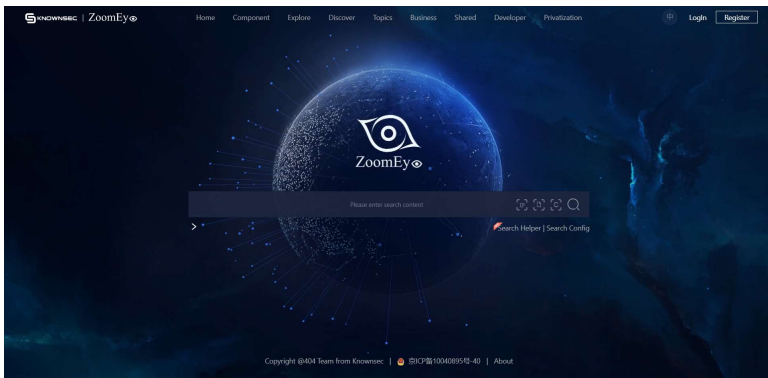 KNOWNSEC | ZoomEye Home Component Explore Discover Topics Business Shared Developer Privatization 中 LogIn Register
ZoomEye
Please enter search content
Search Helper | Search Config
Copyright @404 Team from Knownsec | 京ICP备10040895号-40 | About